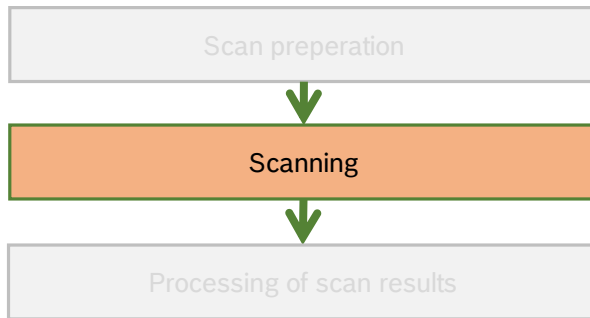 Scan preperation
Scanning
Processing of scan results